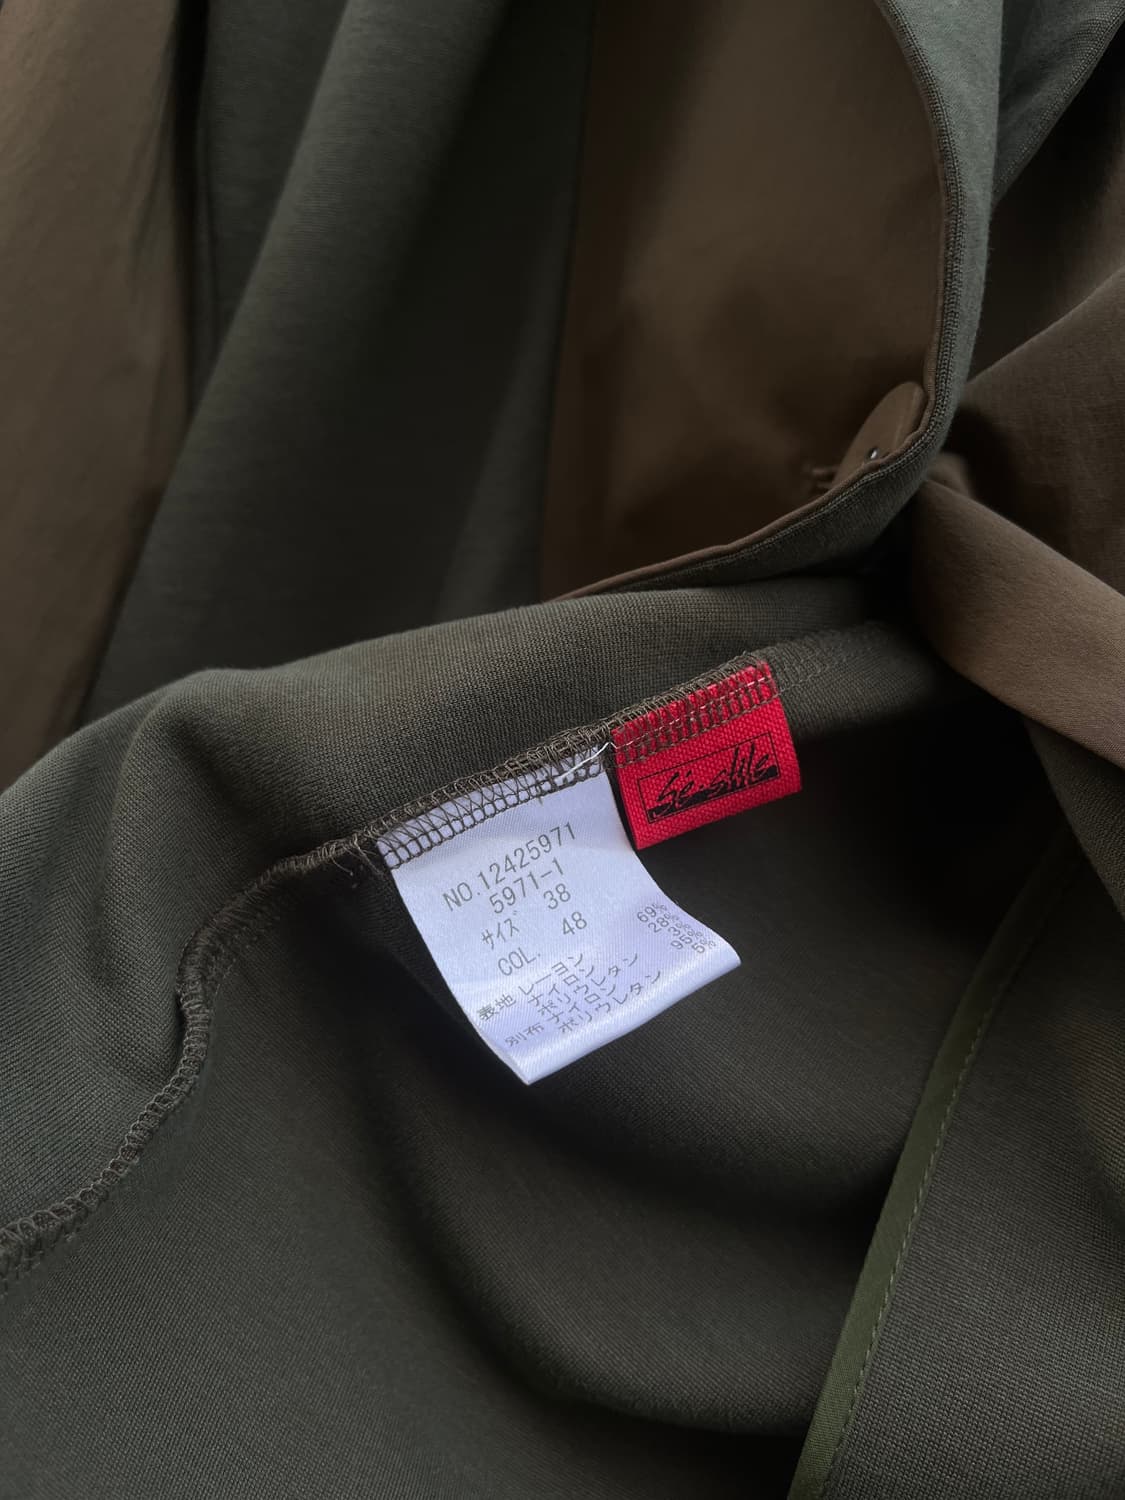 Sé stile
NO.12425971
5971-1
サイズ 38
COL. 48
表地 レーヨン 69%
ナイロン 28%
ポリウレタン 3%
別布 ナイロン 95%
ポリウレタン 5%